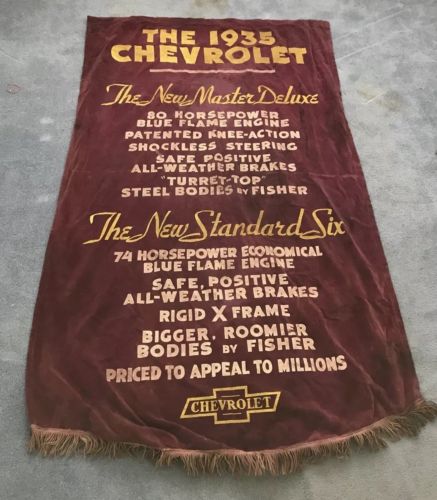 THE 1935
CHEVROLET
The New Master Deluxe
80 HORSEPOWER
BLUE FLAME ENGINE
PATENTED KNEE-ACTION
SHOCKLESS STEERING
SAFE POSITIVE
ALL-WEATHER BRAKES
"TURRET-TOP"
STEEL BODIES BY FISHER
The New Standard Six
74 HORSEPOWER ECONOMICAL
BLUE FLAME ENGINE
SAFE, POSITIVE
ALL-WEATHER BRAKES
RIGID X FRAME
BIGGER, ROOMIER
BODIES BY FISHER
PRICED TO APPEAL TO MILLIONS
CHEVROLET